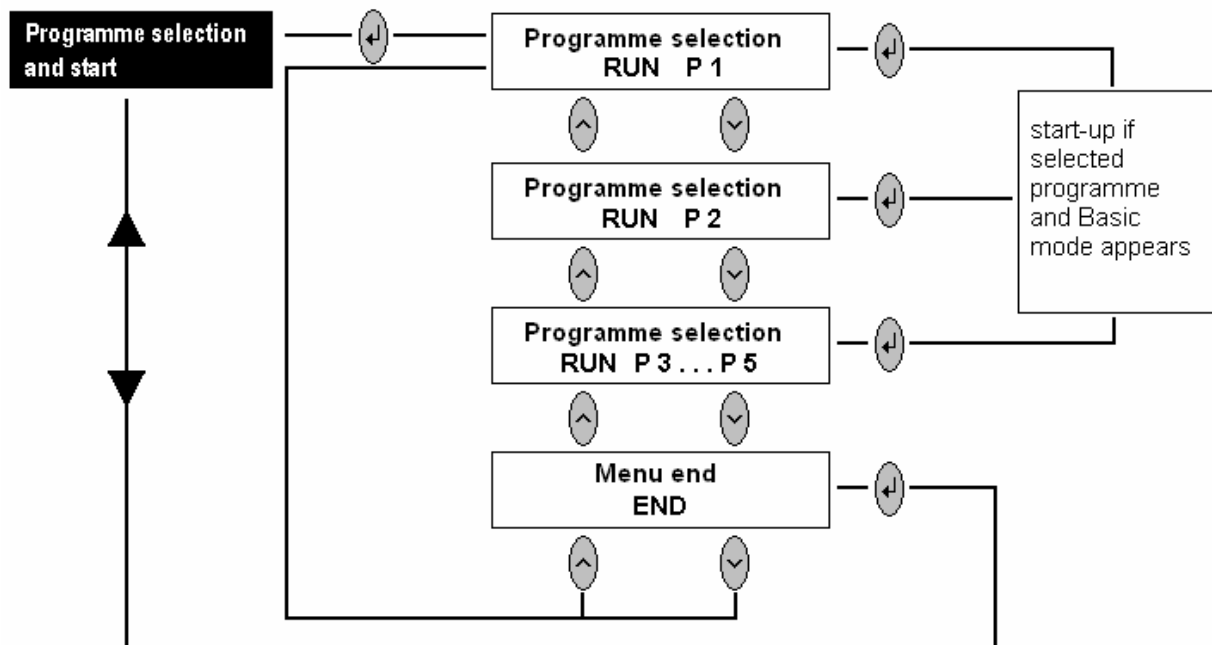 Programme selection
and start
Programme selection
RUN P 1
start-up if
selected
programme
and Basic
mode appears
Programme selection
RUN P 2
Programme selection
RUN P 3 . . . P 5
Menu end
END